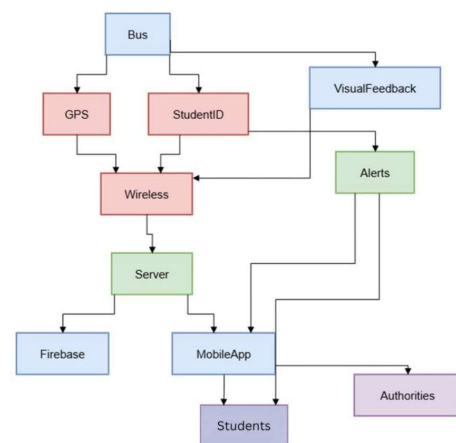 Bus
VisualFeedback
GPS
StudentID
Alerts
Wireless
Server
Firebase
MobileApp
Authorities
Students